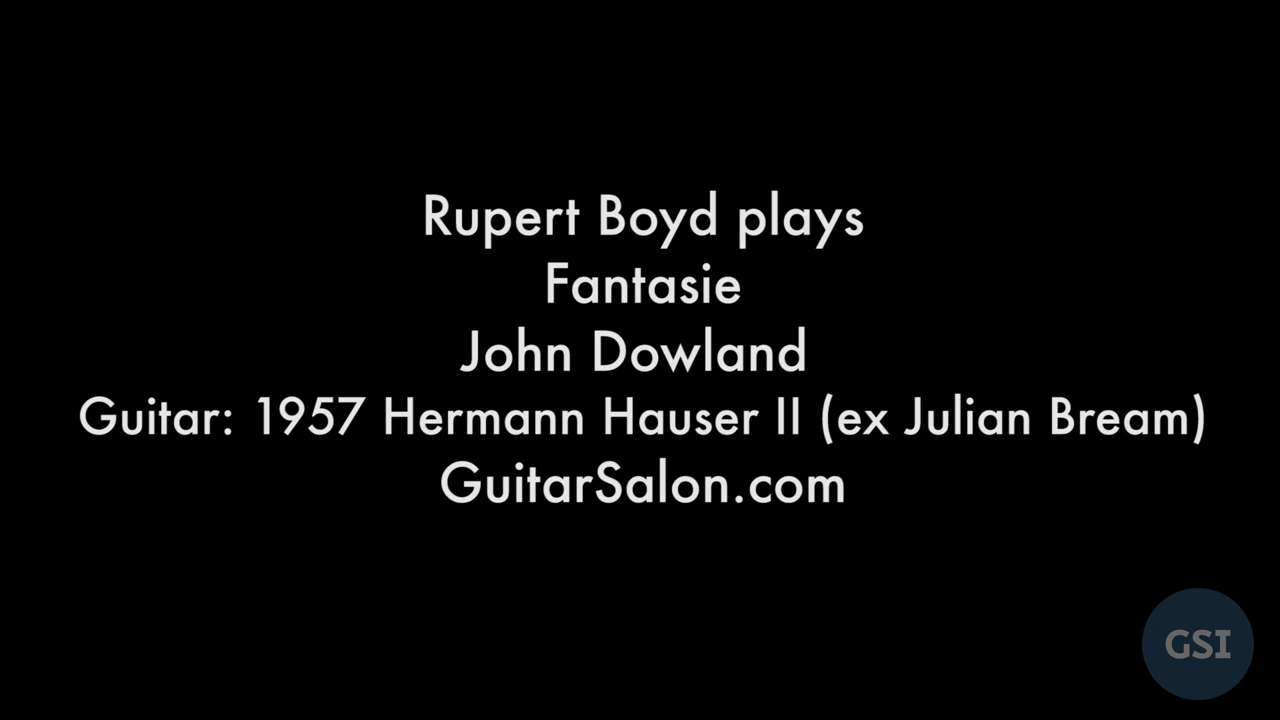 Rupert Boyd plays
Fantasie
John Dowland
Guitar: 1957 Hermann Hauser II (ex Julian Bream)
GuitarSalon.com
GSI